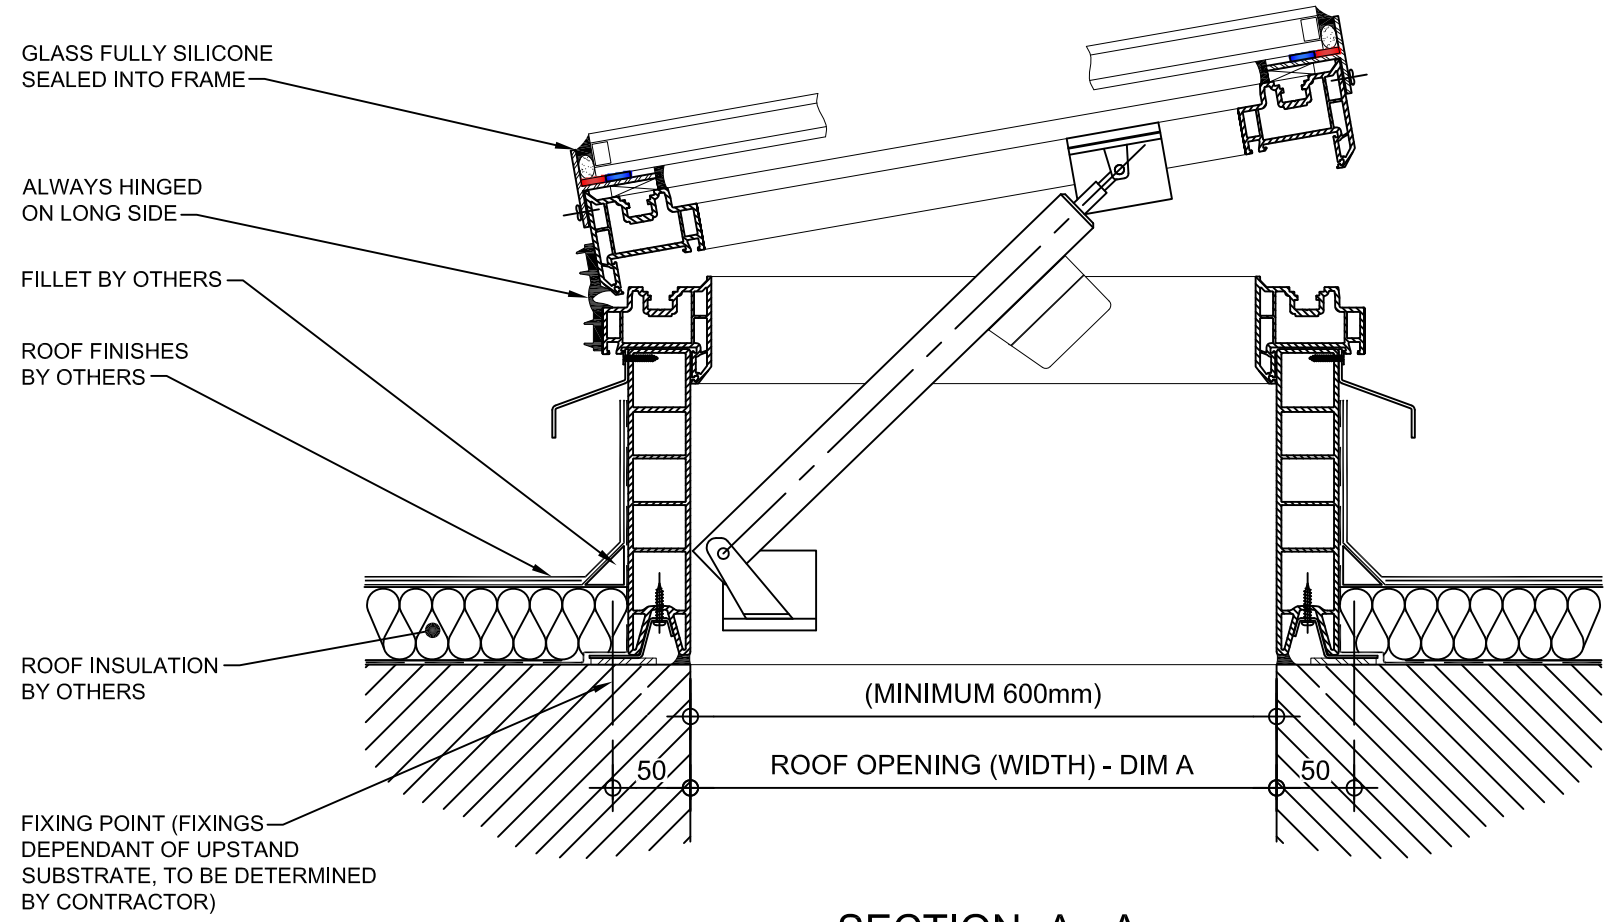 GLASS FULLY SILICONE
SEALED INTO FRAME
ALWAYS HINGED
ON LONG SIDE
FILLET BY OTHERS
ROOF FINISHES
BY OTHERS
ROOF INSULATION
BY OTHERS
(MINIMUM 600mm)
50
ROOF OPENING (WIDTH) - DIM A
50
FIXING POINT (FIXINGS
DEPENDANT OF UPSTAND
SUBSTRATE, TO BE DETERMINED
BY CONTRACTOR)
SECTION A - A